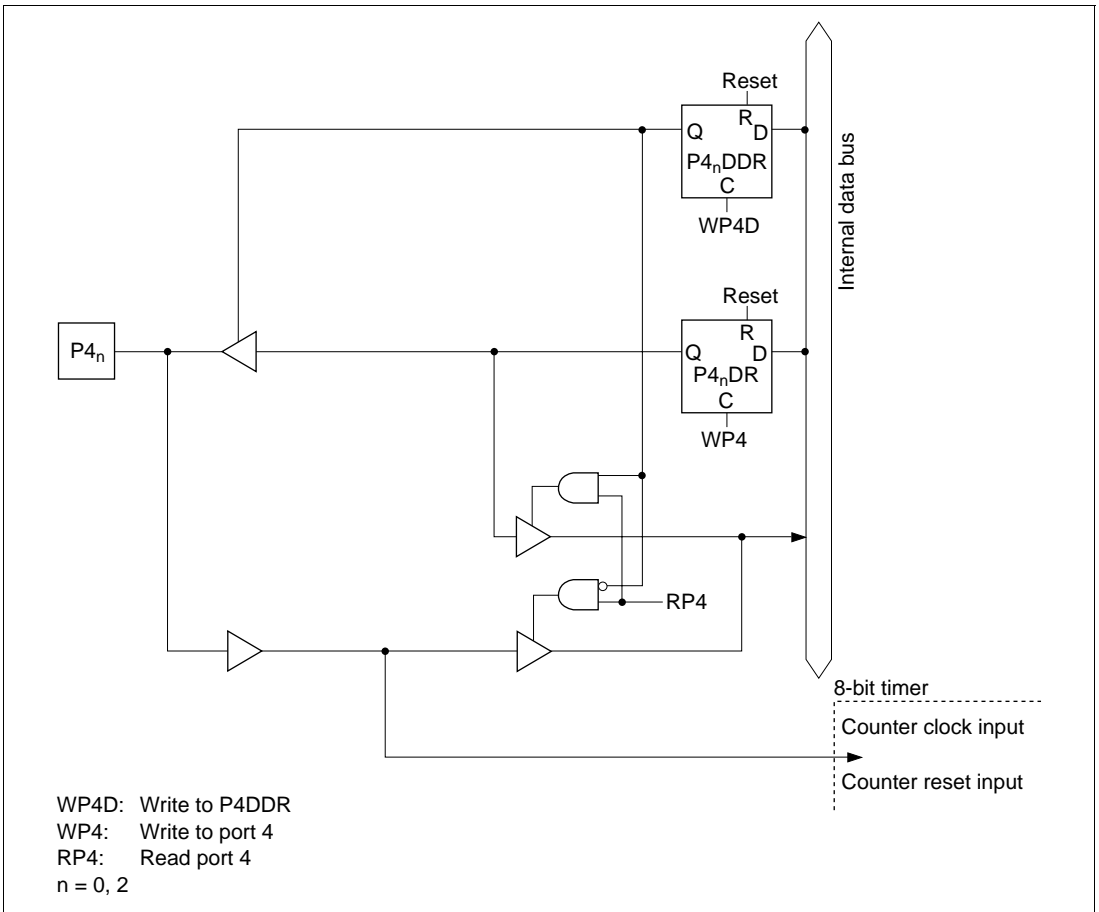 Reset
R
Q
D
P4nDDR
C
WP4D
Internal data bus
Reset
R
P4n
Q
D
P4nDR
C
WP4
RP4
8-bit timer
Counter clock input
Counter reset input
WP4D: Write to P4DDR
WP4: Write to port 4
RP4: Read port 4
n = 0, 2